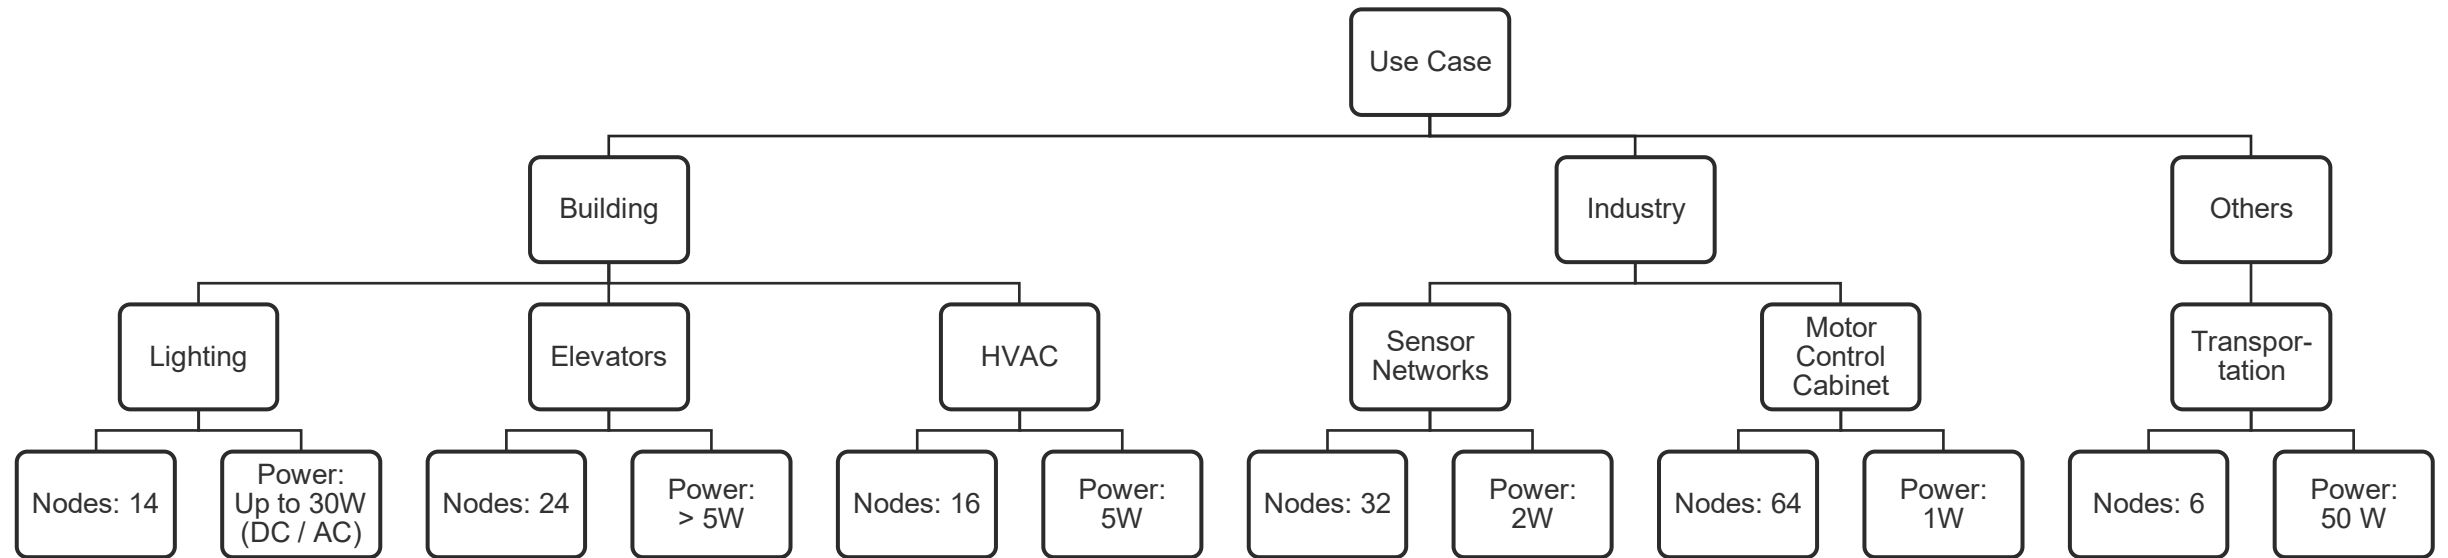 Use Case
Building
Industry
Others
Lighting
Elevators
HVAC
Sensor
Networks
Motor
Control
Cabinet
Transpor-
tation
Nodes: 14
Power:
Up to 30W
(DC / AC)
Nodes: 24
Power:
> 5W
Nodes: 16
Power:
5W
Nodes: 32
Power:
2W
Nodes: 64
Power:
1W
Nodes: 6
Power:
50 W